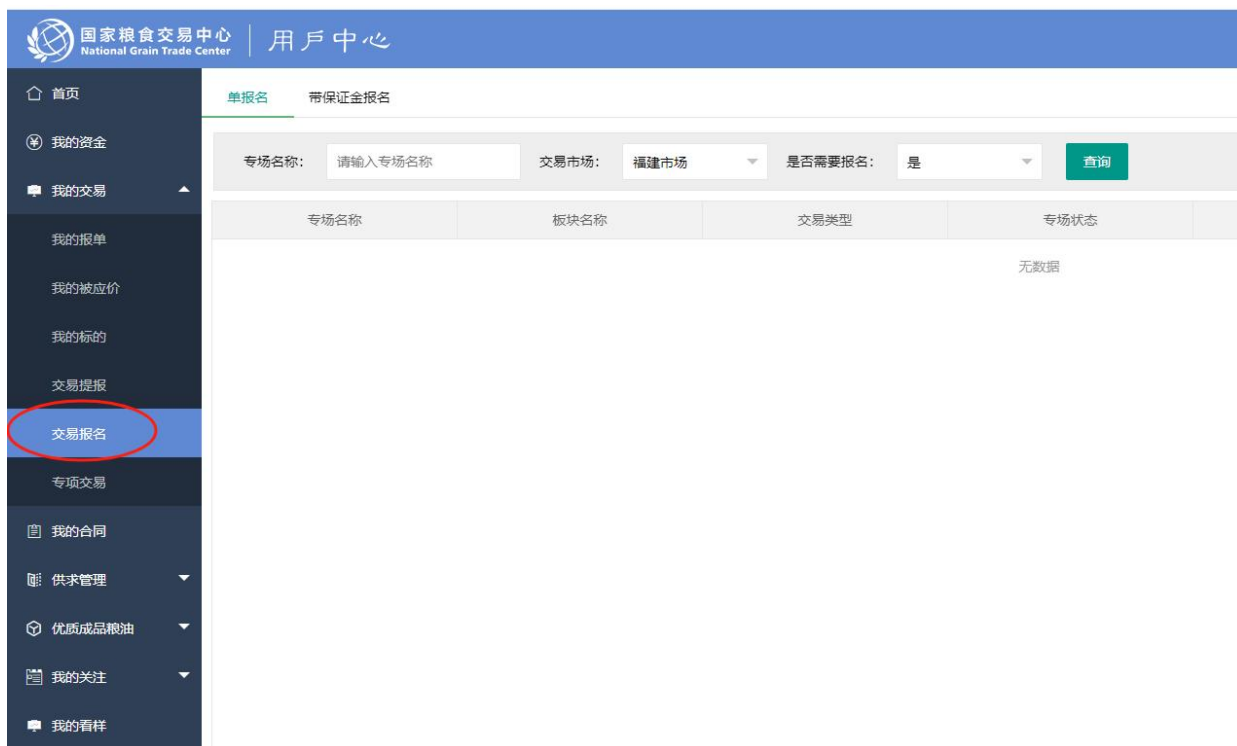 国家粮食交易中心
National Grain Trade Center
用戶中心
首页
我的资金
我的交易
我的报单
我的被应价
我的标的
交易提报
交易报名
专项交易
我的合同
供求管理
优质成品粮油
我的关注
我的看样
单报名 带保证金报名
专场名称： 请输入专场名称 交易市场： 福建市场 是否需要报名： 是 查询
专场名称 板块名称 交易类型 专场状态
无数据